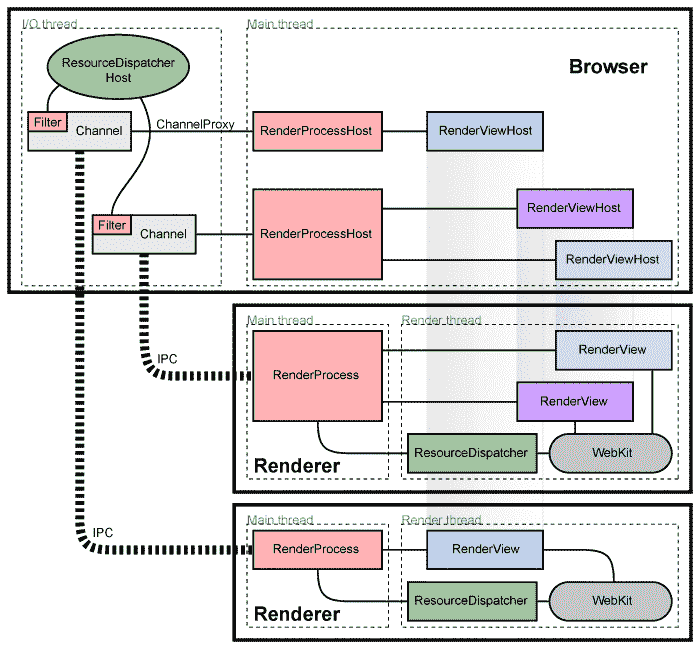 I/O thread
Main thread
ResourceDispatcher
Host
Browser
Filter
Channel
ChannelProxy
RenderProcessHost
RenderViewHost
Filter
Channel
RenderProcessHost
RenderViewHost
RenderViewHost
Main thread
Render thread
IPC
RenderProcess
RenderView
RenderView
Renderer
ResourceDispatcher
WebKit
Main thread
Render thread
IPC
RenderProcess
RenderView
Renderer
ResourceDispatcher
WebKit